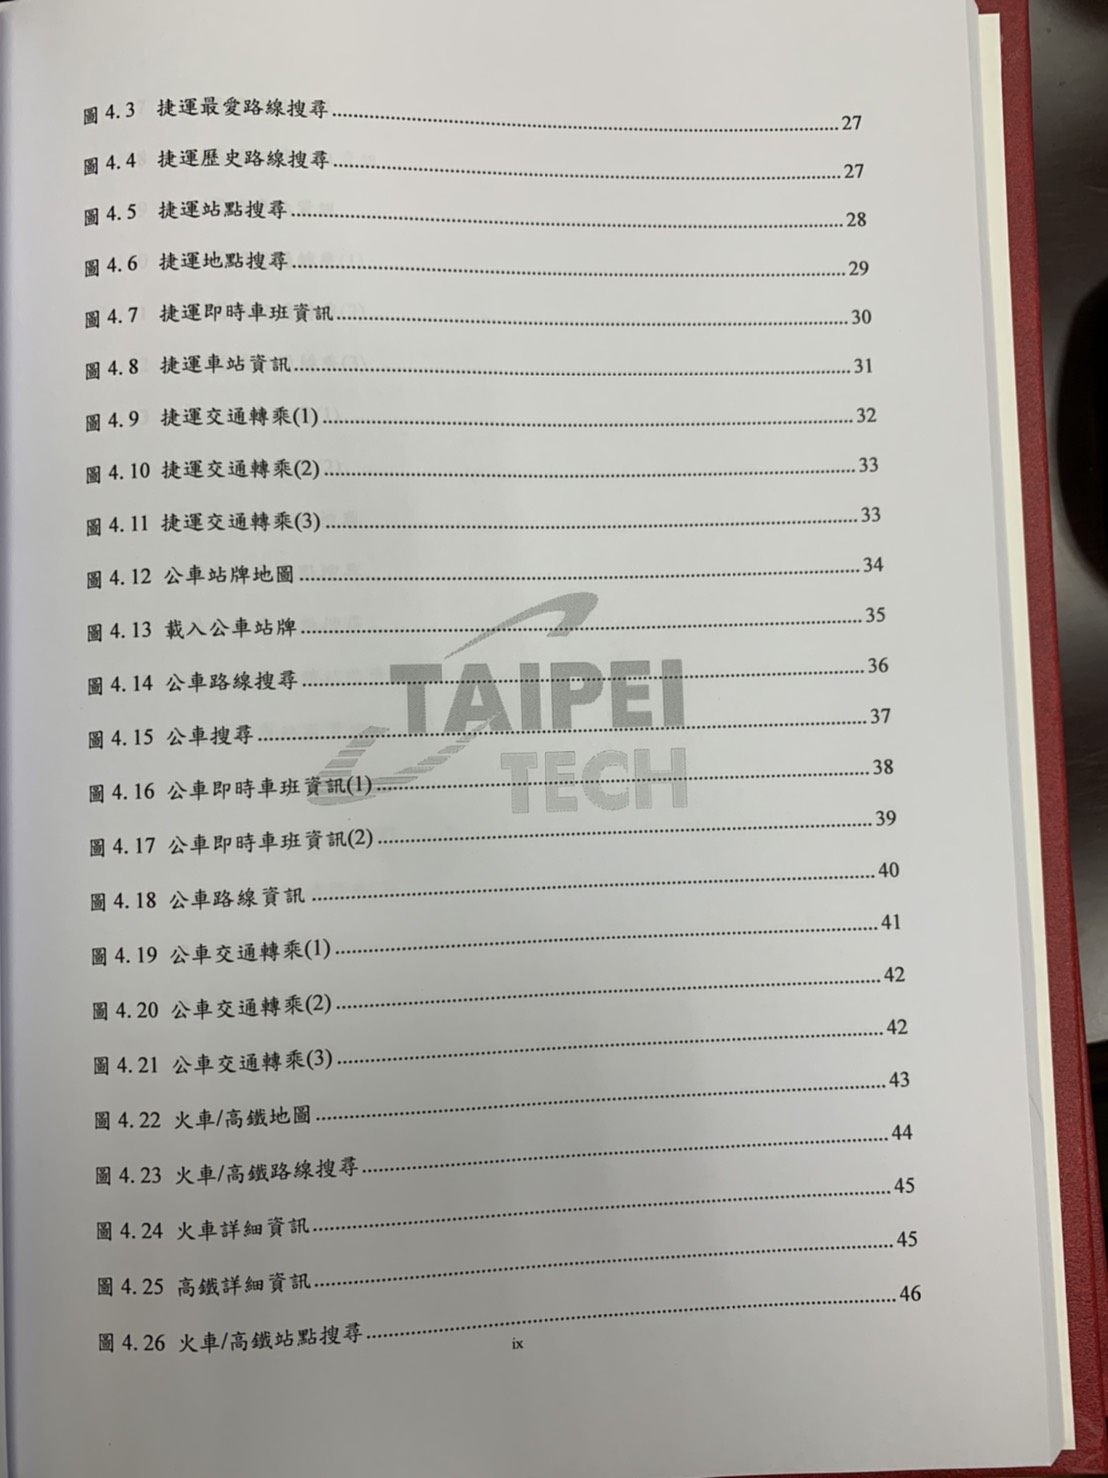 圖 4.3 捷運最愛路線搜尋........27
圖 4.4 捷運歷史路線搜尋........27
圖 4.5 捷運站點搜尋........28
圖 4.6 捷運地點搜尋........29
圖 4.7 捷運即時車班資訊........30
圖 4.8 捷運車站資訊........31
圖 4.9 捷運交通轉乘(1)........32
圖 4.10 捷運交通轉乘(2)........33
圖 4.11 捷運交通轉乘(3)........33
圖 4.12 公車站牌地圖........34
圖 4.13 載入公車站牌........35
圖 4.14 公車路線搜尋........36
圖 4.15 公車搜尋........37
圖 4.16 公車即時車班資訊(1)........38
圖 4.17 公車即時車班資訊(2)........39
圖 4.18 公車路線資訊........40
圖 4.19 公車交通轉乘(1)........41
圖 4.20 公車交通轉乘(2)........42
圖 4.21 公車交通轉乘(3)........42
圖 4.22 火車/高鐵地圖........43
圖 4.23 火車/高鐵路線搜尋........44
圖 4.24 火車詳細資訊........45
圖 4.25 高鐵詳細資訊........45
圖 4.26 火車/高鐵站點搜尋........46
ix
TAIPEI
TECH